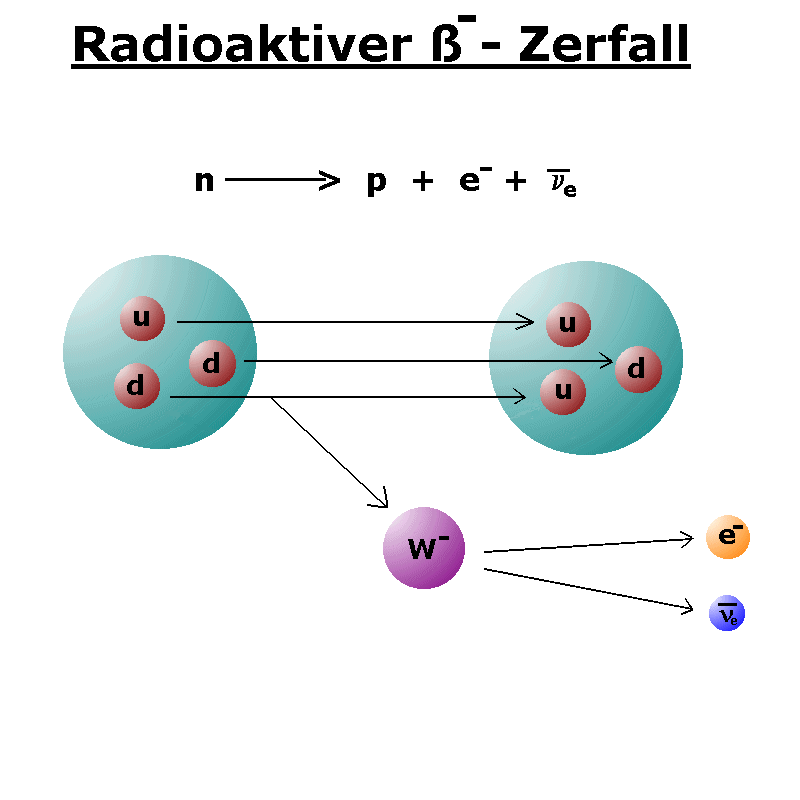 Radioaktiver ß⁻ - Zerfall
n → p + e⁻ + ν̅ₑ
u u
d d
d u
W⁻ e⁻
ν̅ₑ